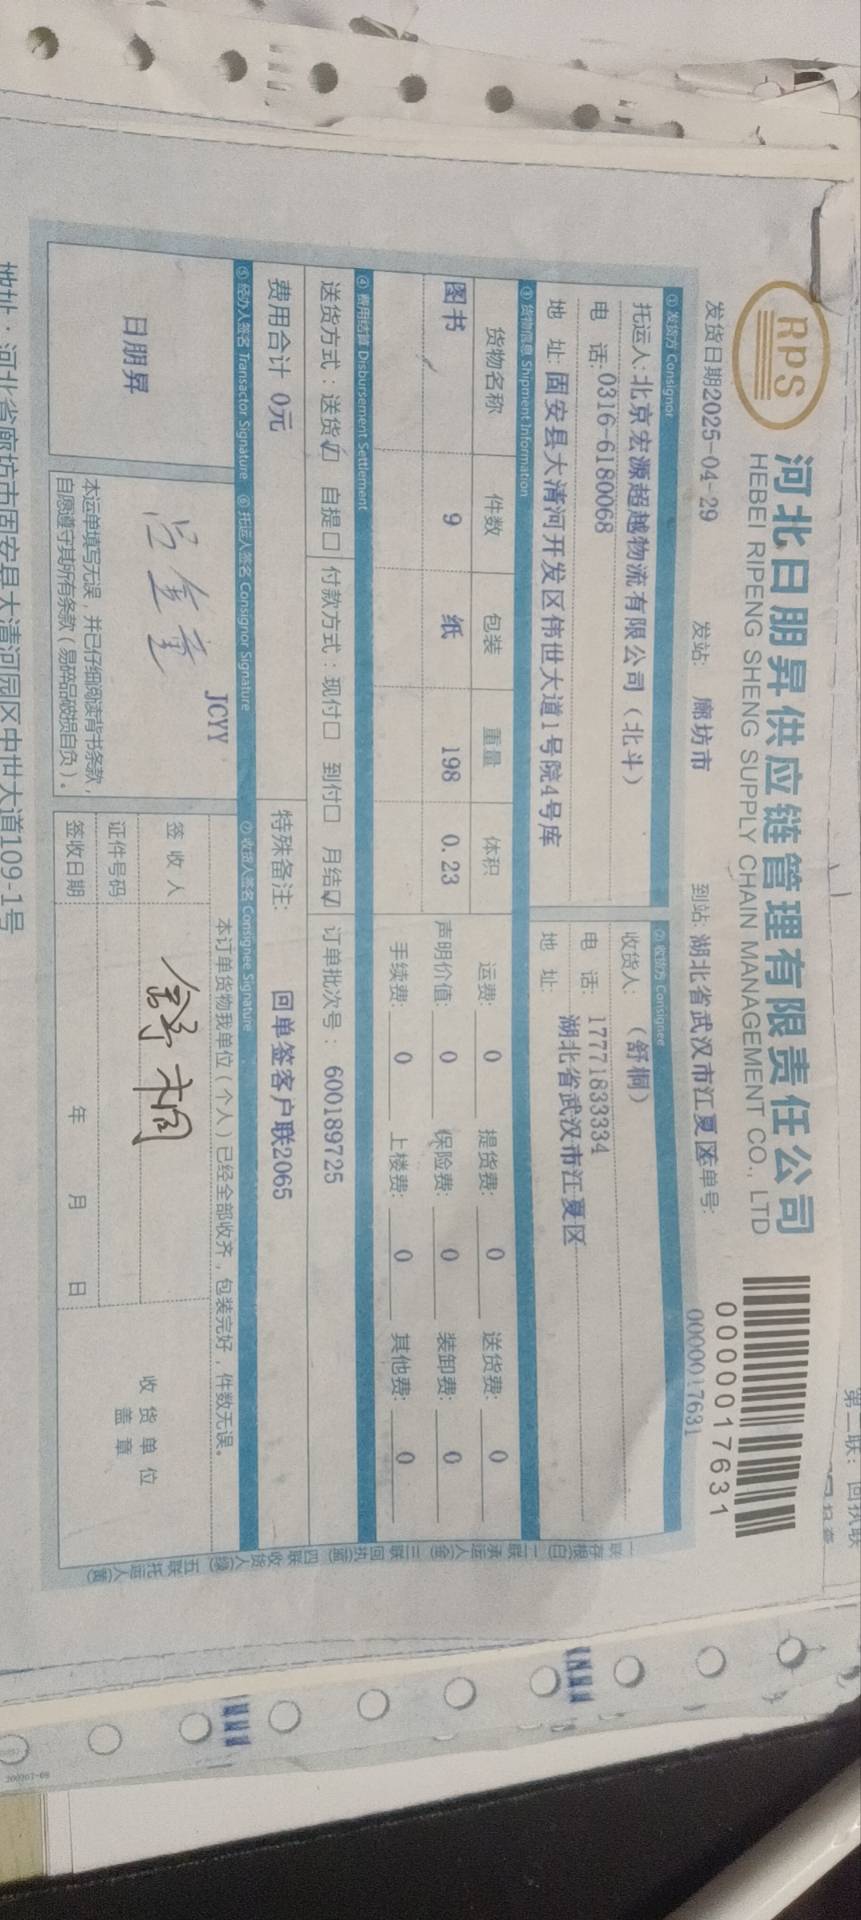 第二联：回执联
RPS
河北日朋昇供应链管理有限责任公司
HEBEI RIPENG SHENG SUPPLY CHAIN MANAGEMENT CO., LTD
0000017631
发货日期2025-04-29 发站: 廊坊市 到站: 湖北省武汉市江夏区 单号: 0000017631
① 发货方 Consignor
② 收货方 Consignee
托运人:北京宏源超越物流有限公司（北斗）
收货人: （舒桐）
电 话:0316-6180068
电 话: 17771833334
地 址:固安县大清河开发区伟世大道1号院4号库
地 址: 湖北省武汉市江夏区
③ 货物信息 Shipment Information
货物名称 件数 包装 重量 体积 运费: 0 提货费: 0 送货费: 0
图书 9 纸 198 0.23 声明价值: 0 保险费: 0 装卸费: 0
手续费: 0 上楼费: 0 其他费: 0
④ 费用结算 Disbursement Settlement
送货方式：送货☑ 自提□ 付款方式：现付□ 到付□ 月结☑ 订单批次号： 600189725
费用合计 0元 特殊备注: 回单签客户联2065
⑤ 经办人签名 Transactor Signature ⑥ 托运人签名 Consignor Signature ⑦ 收货人签名 Consignee Signature
日朋昇
JCYY
本运单填写无误，并已仔细阅读背书条款，
自愿遵守其所有条款（易碎品破损自负）。
本订单货物我单位（个人）已经全部收齐，包装完好，件数无误。
签 收 人 舒桐
证件号码
签收日期 年 月 日
收 货 单 位
盖 章
一联存根(白) 二联承运人(金) 三联回执(蓝) 四联收货人(绿) 五联托运人(黄)
地址：河北省廊坊市固安县大清河园区中世大道109-1号